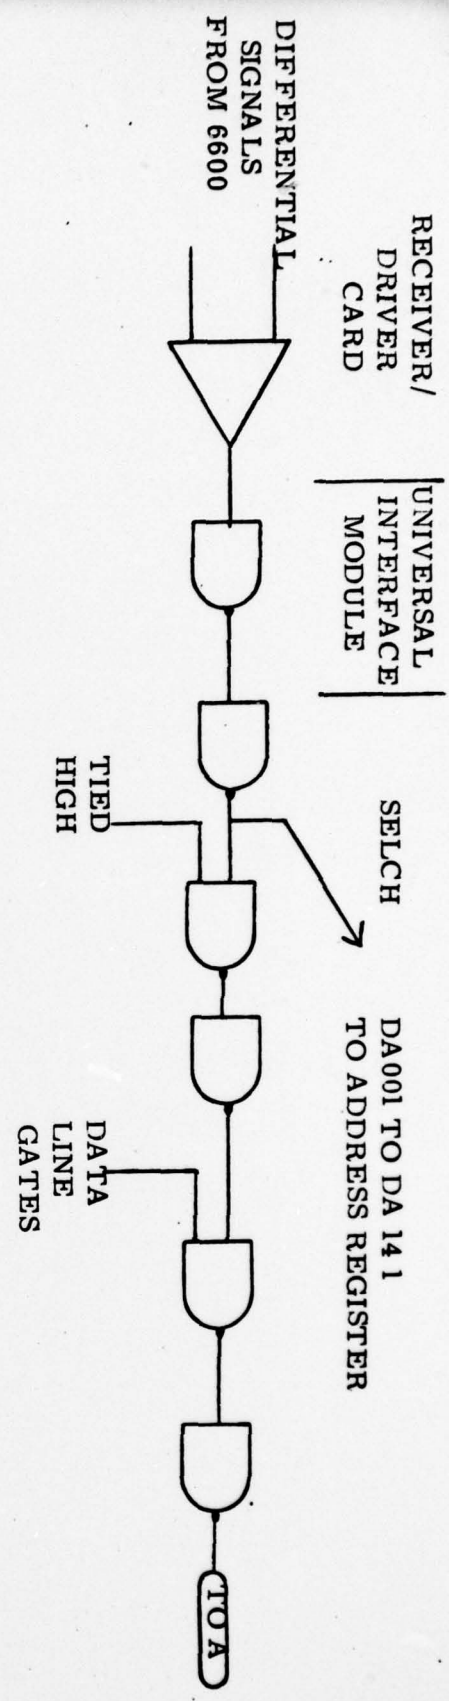 RECEIVER/
DRIVER
CARD
UNIVERSAL
INTERFACE
MODULE
SELCH
DA001 TO DA 14 1
TO ADDRESS REGISTER
DIFFERENTIAL
SIGNALS
FROM 6600
TIED
HIGH
DATA
LINE
GATES
TO A